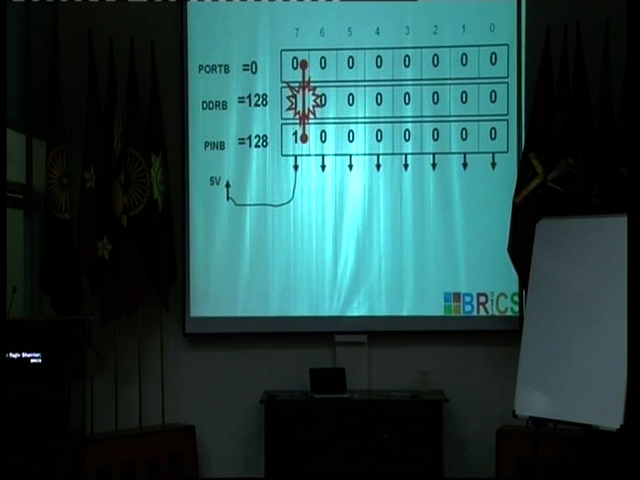 7 6 5 4 3 2 1 0
PORTB =0 0 0 0 0 0 0 0 0
DDRB =128 0 0 0 0 0 0 0
PINB =128 1 0 0 0 0 0 0 0
5V
BRiCS